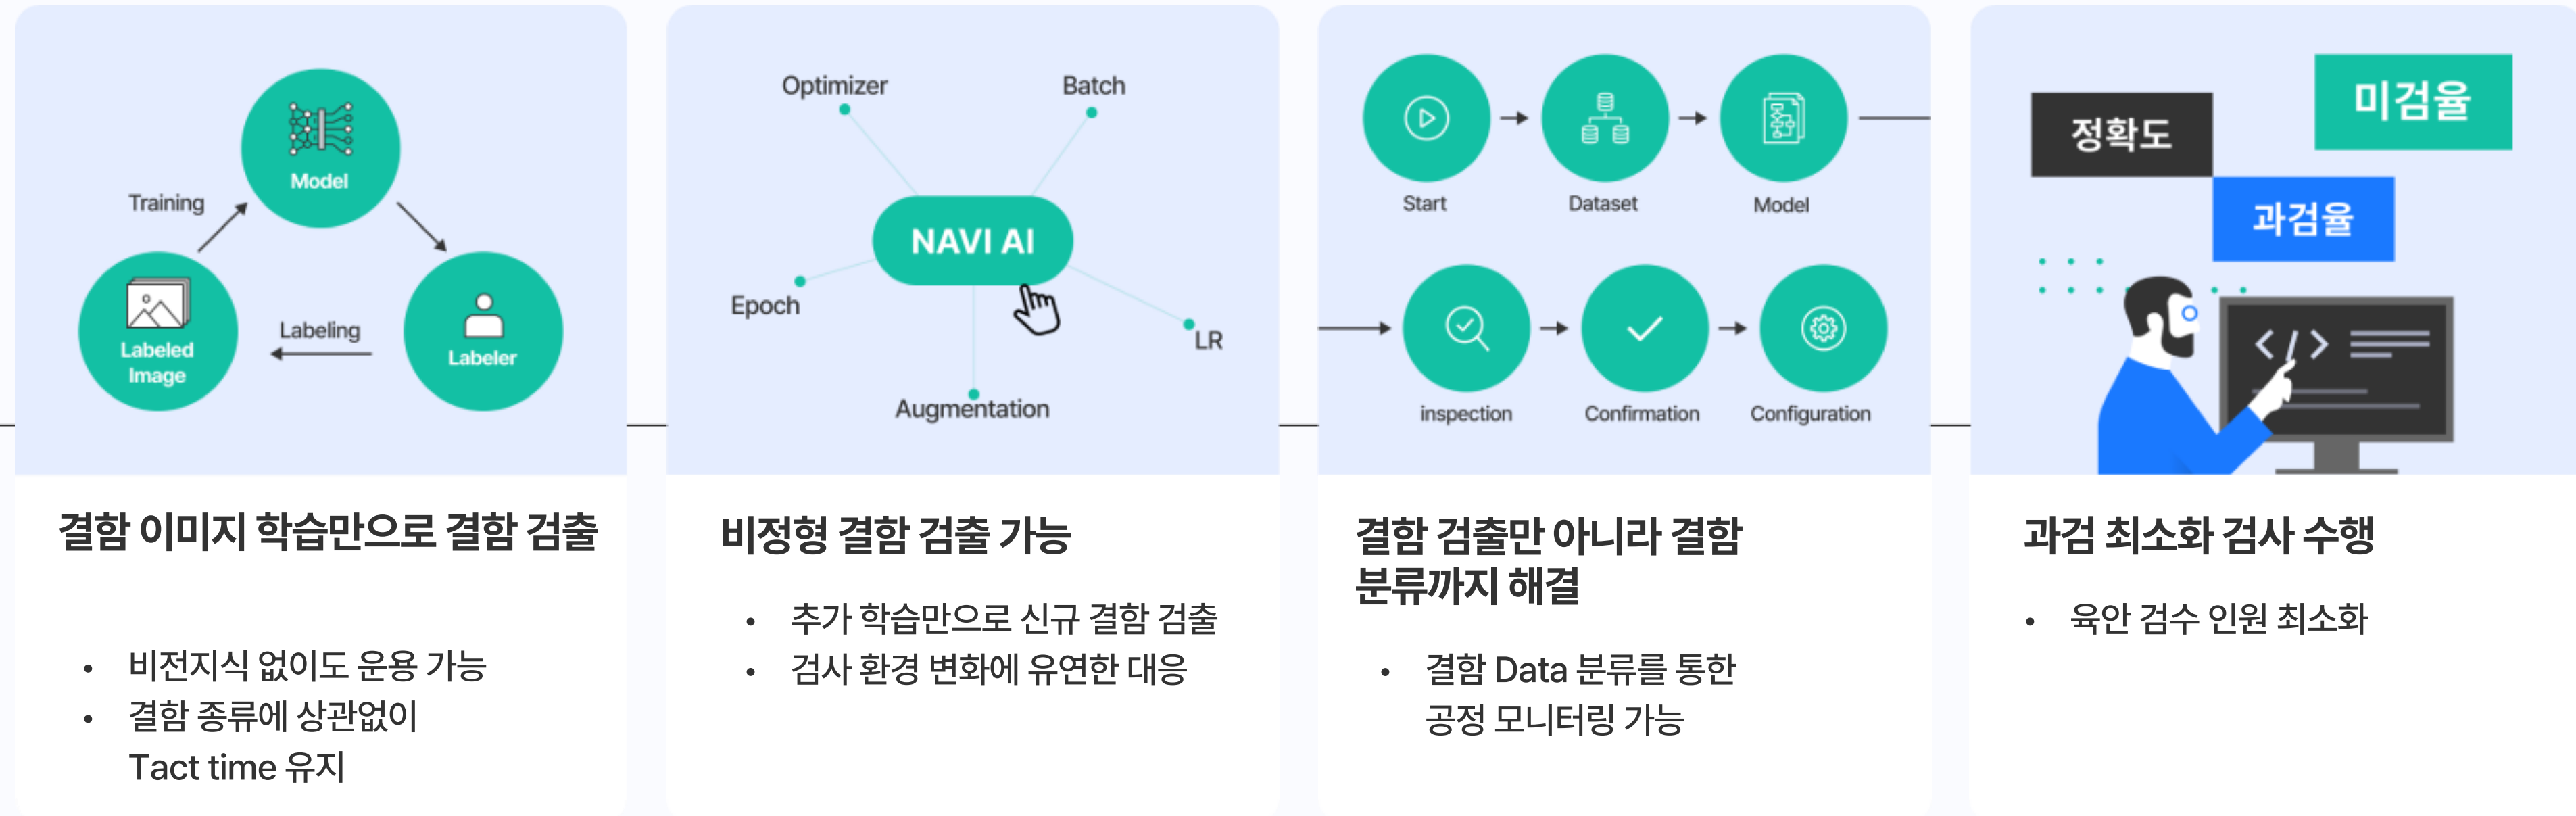 Model
Training
Labeled
Image
Labeling
Labeler
결함 이미지 학습만으로 결함 검출
• 비전지식 없이도 운용 가능
• 결함 종류에 상관없이
Tact time 유지
Optimizer
Batch
NAVI AI
Epoch
LR
Augmentation
비정형 결함 검출 가능
• 추가 학습만으로 신규 결함 검출
• 검사 환경 변화에 유연한 대응
Start
Dataset
Model
inspection
Confirmation
Configuration
결함 검출만 아니라 결함
분류까지 해결
• 결함 Data 분류를 통한
공정 모니터링 가능
미검율
정확도
과검율
</>
과검 최소화 검사 수행
• 육안 검수 인원 최소화